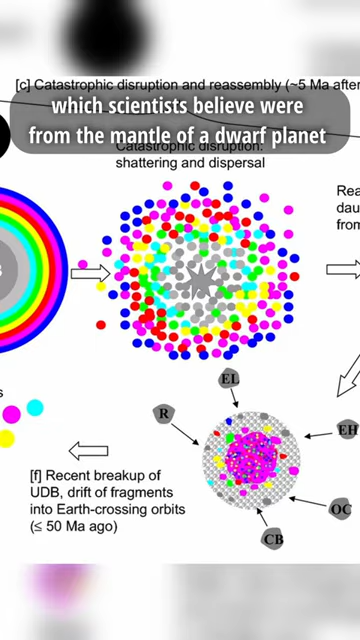 [c] Catastrophic disruption and reassembly (~5 Ma after
which scientists believe were
from the mantle of a dwarf planet
Catastrophic disruption:
shattering and dispersal
Rea
dau
from
s
EL
R
EH
OC
CB
[f] Recent breakup of
UDB, drift of fragments
into Earth-crossing orbits
(≤ 50 Ma ago)